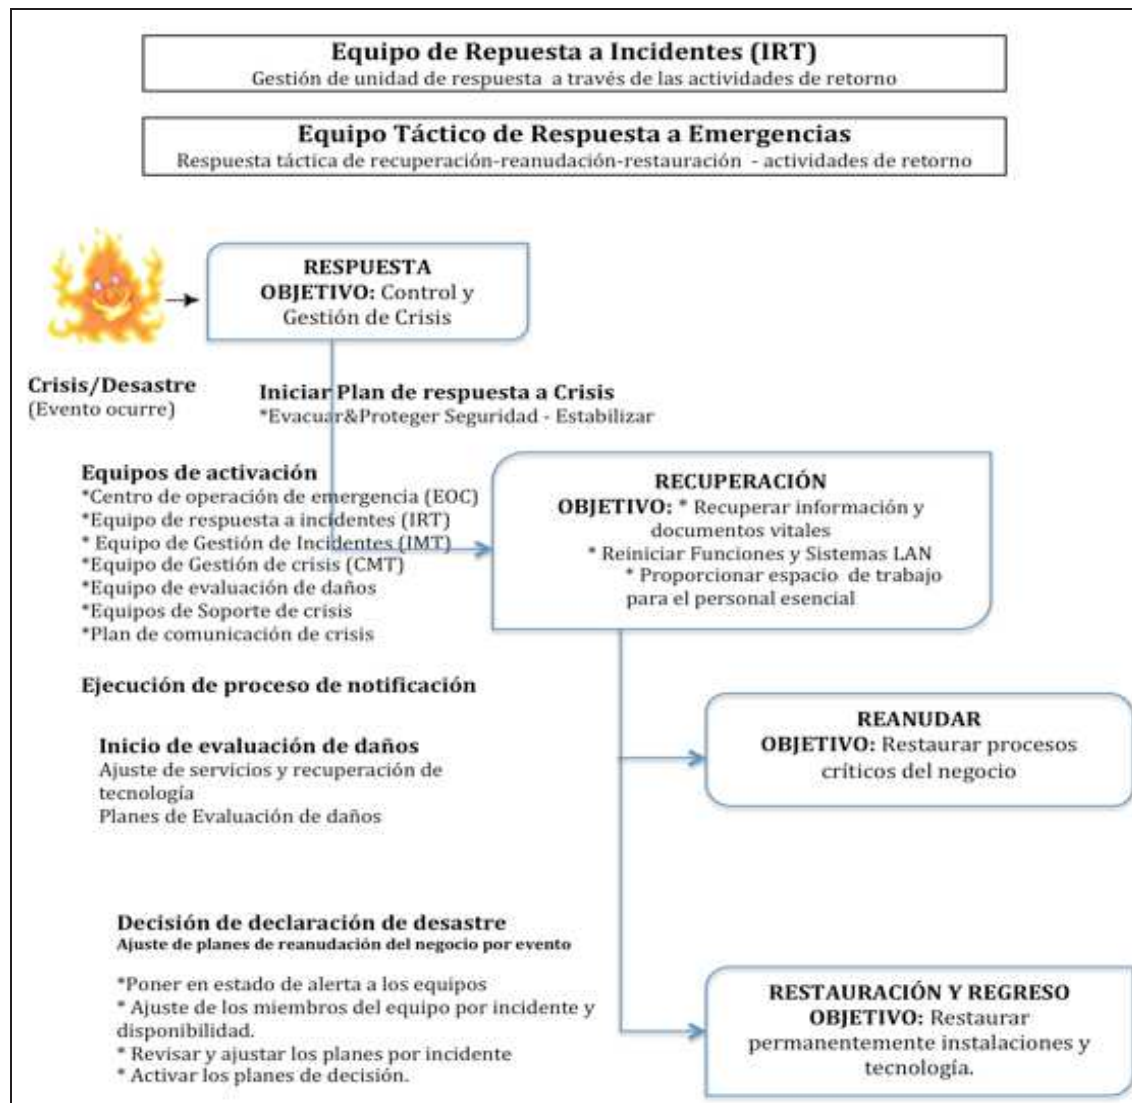 Equipo de Repuesta a Incidentes (IRT)
Gestión de unidad de respuesta a través de las actividades de retorno
Equipo Táctico de Respuesta a Emergencias
Respuesta táctica de recuperación-reanudación-restauración - actividades de retorno
RESPUESTA
OBJETIVO: Control y
Gestión de Crisis
Crisis/Desastre
(Evento ocurre)
Iniciar Plan de respuesta a Crisis
*Evacuar&Proteger Seguridad - Estabilizar
Equipos de activación
*Centro de operación de emergencia (EOC)
*Equipo de respuesta a incidentes (IRT)
* Equipo de Gestión de Incidentes (IMT)
*Equipo de Gestión de crisis (CMT)
*Equipo de evaluación de daños
*Equipos de Soporte de crisis
*Plan de comunicación de crisis
RECUPERACIÓN
OBJETIVO: * Recuperar información y
documentos vitales
* Reiniciar Funciones y Sistemas LAN
* Proporcionar espacio de trabajo
para el personal esencial
Ejecución de proceso de notificación
REANUDAR
OBJETIVO: Restaurar procesos
críticos del negocio
Inicio de evaluación de daños
Ajuste de servicios y recuperación de
tecnología
Planes de Evaluación de daños
Decisión de declaración de desastre
Ajuste de planes de reanudación del negocio por evento
*Poner en estado de alerta a los equipos
* Ajuste de los miembros del equipo por incidente y
disponibilidad.
* Revisar y ajustar los planes por incidente
* Activar los planes de decisión.
RESTAURACIÓN Y REGRESO
OBJETIVO: Restaurar
permanentemente instalaciones y
tecnología.